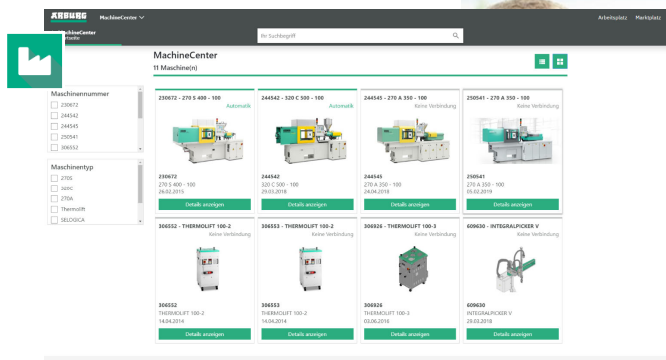 ARBURG MachineCenter Arbeitsplatz Marktplatz
MachineCenter
Ihr Suchbegriff
MachineCenter
11 Maschine(n)
Maschinennummer
230672
244542
244545
250541
306552
Maschinentyp
270S
320C
270A
Thermolift
SELOGICA
230672 - 270 S 400 - 100
Automatik
230672
270 S 400 - 100
26.02.2015
Details anzeigen
244542 - 320 C 500 - 100
Automatik
244542
320 C 500 - 100
29.03.2018
Details anzeigen
244545 - 270 A 350 - 100
Keine Verbindung
244545
270 A 350 - 100
24.04.2018
Details anzeigen
250541 - 270 A 350 - 100
Keine Verbindung
250541
270 A 350 - 100
05.02.2019
Details anzeigen
306552 - THERMOLIFT 100-2
Keine Verbindung
306552
THERMOLIFT 100-2
14.04.2014
Details anzeigen
306553 - THERMOLIFT 100-2
Keine Verbindung
306553
THERMOLIFT 100-2
14.04.2014
Details anzeigen
306926 - THERMOLIFT 100-3
Keine Verbindung
306926
THERMOLIFT 100-3
03.06.2016
Details anzeigen
609630 - INTEGRALPICKER V
Keine Verbindung
609630
INTEGRALPICKER V
29.03.2018
Details anzeigen